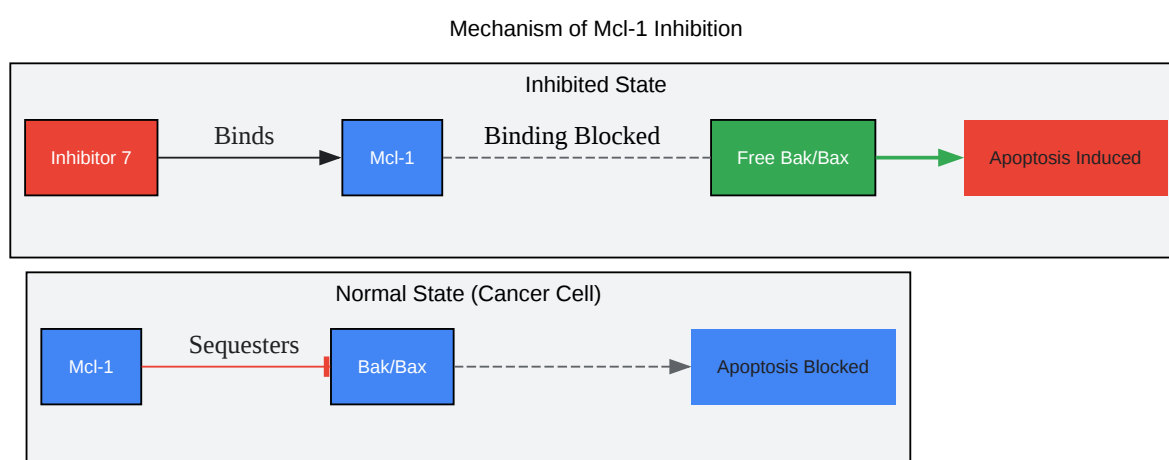 Mechanism of Mcl-1 Inhibition
Inhibited State
Inhibitor 7
Binds
Mcl-1
Binding Blocked
Free Bak/Bax
Apoptosis Induced
Normal State (Cancer Cell)
Mcl-1
Sequesters
Bak/Bax
Apoptosis Blocked